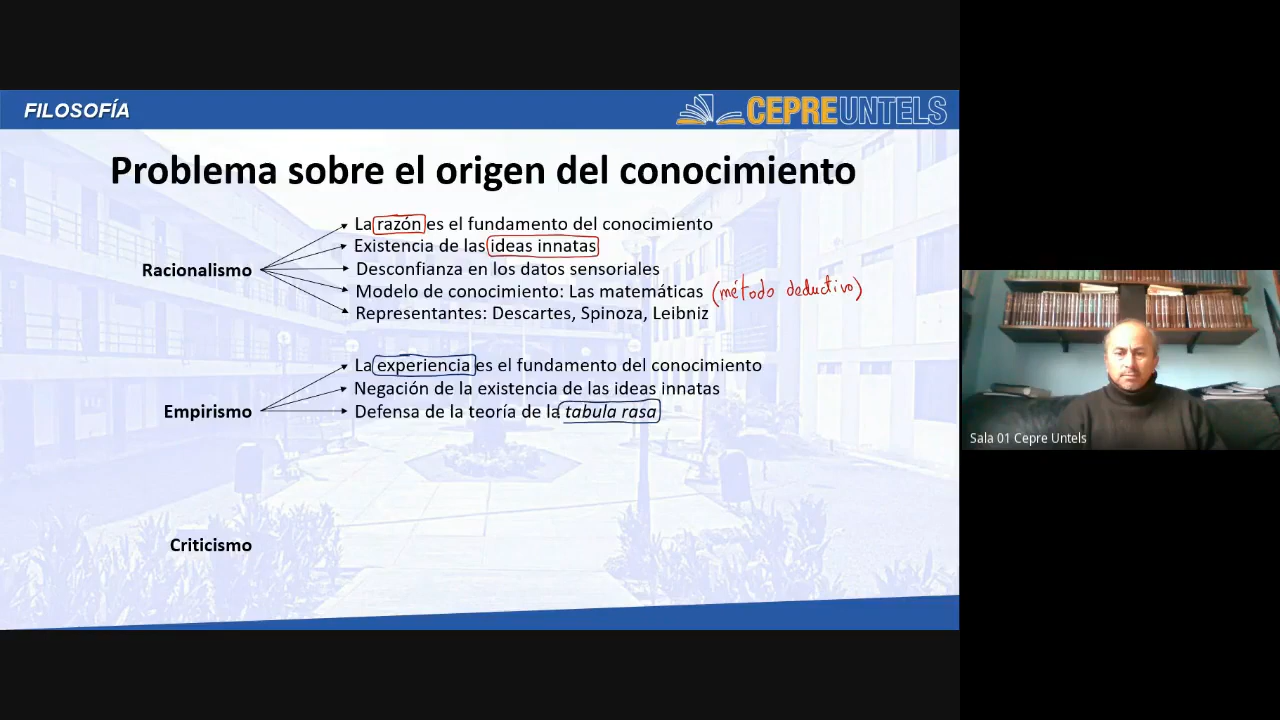 FILOSOFÍA
CEPREUNTELS
Problema sobre el origen del conocimiento
La razón es el fundamento del conocimiento
Existencia de las ideas innatas
Racionalismo
Desconfianza en los datos sensoriales
Modelo de conocimiento: Las matemáticas (método deductivo)
Representantes: Descartes, Spinoza, Leibniz
La experiencia es el fundamento del conocimiento
Negación de la existencia de las ideas innatas
Empirismo
Defensa de la teoría de la tabula rasa
Criticismo
Sala 01 Cepre Untels